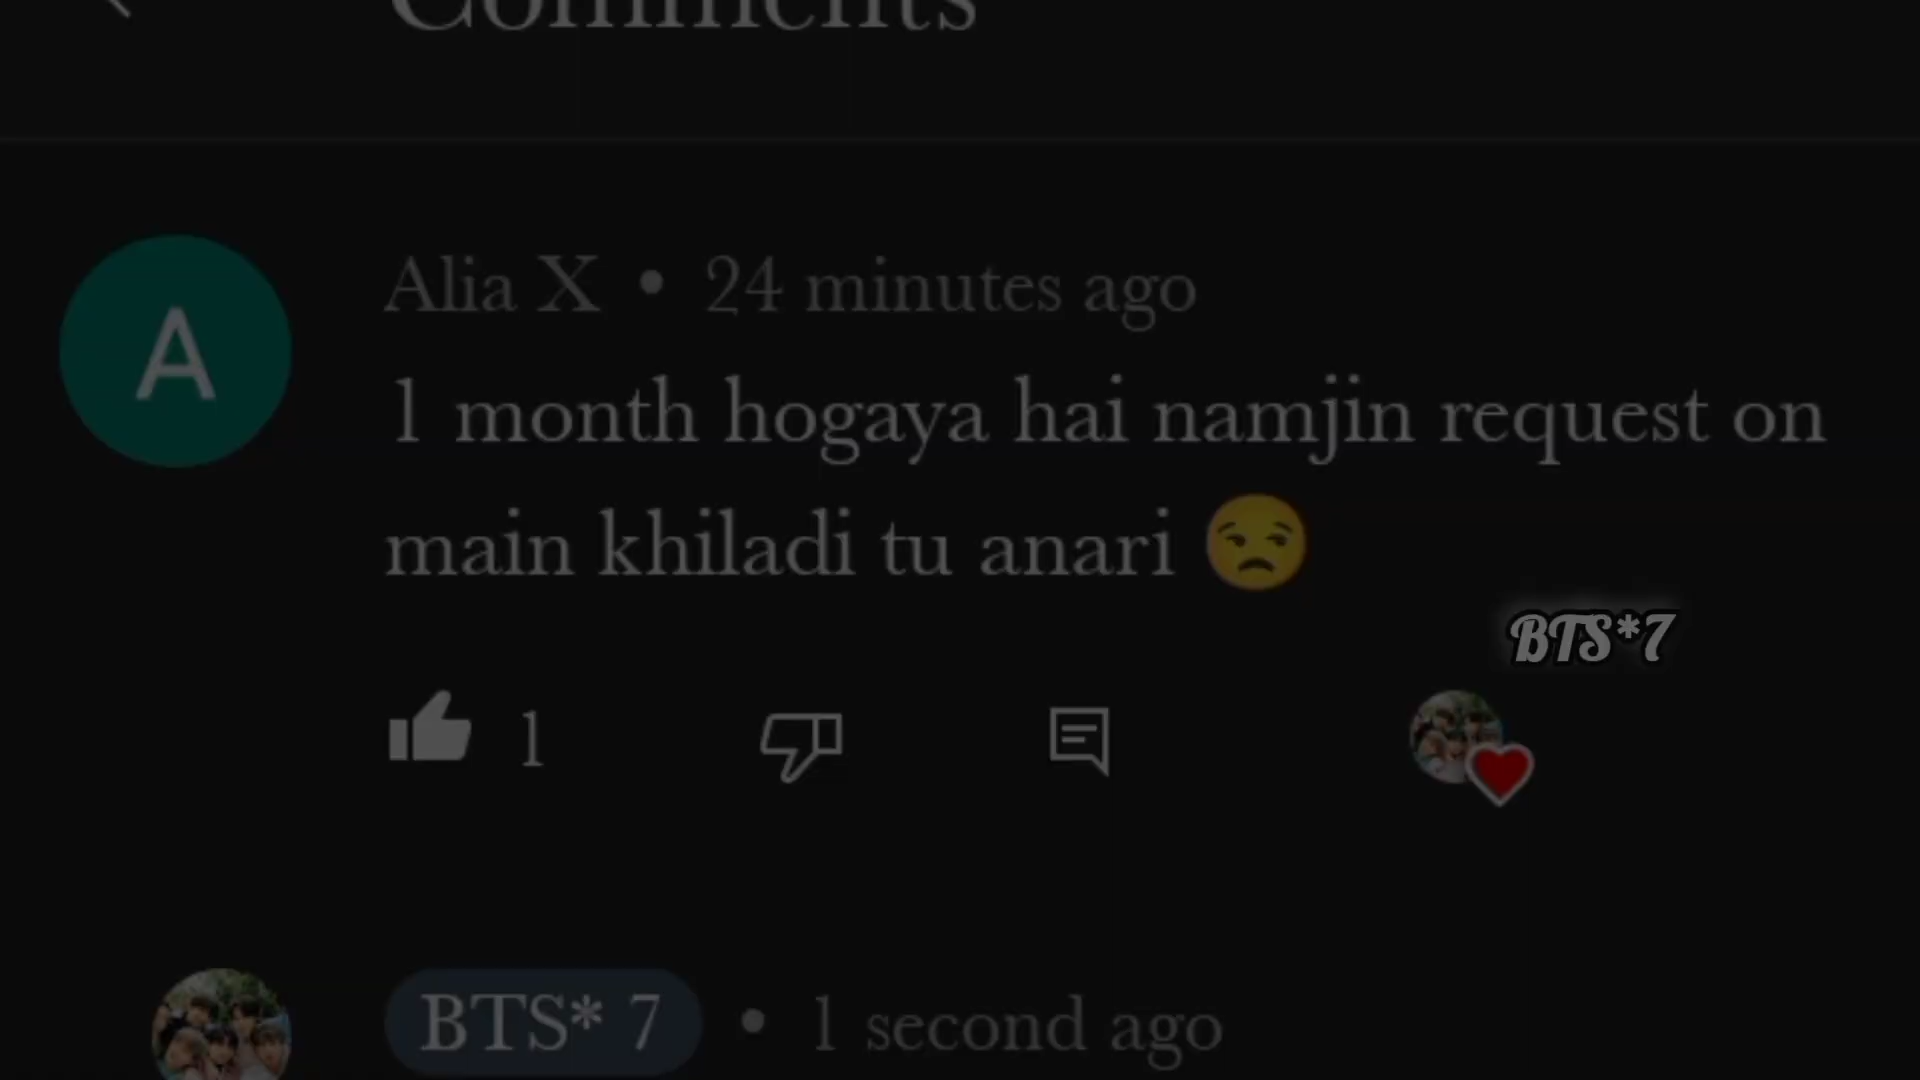 Comments
A
Alia X • 24 minutes ago
1 month hogaya hai namjin request on
main khiladi tu anari 😒
BTS*7
1
BTS* 7 • 1 second ago